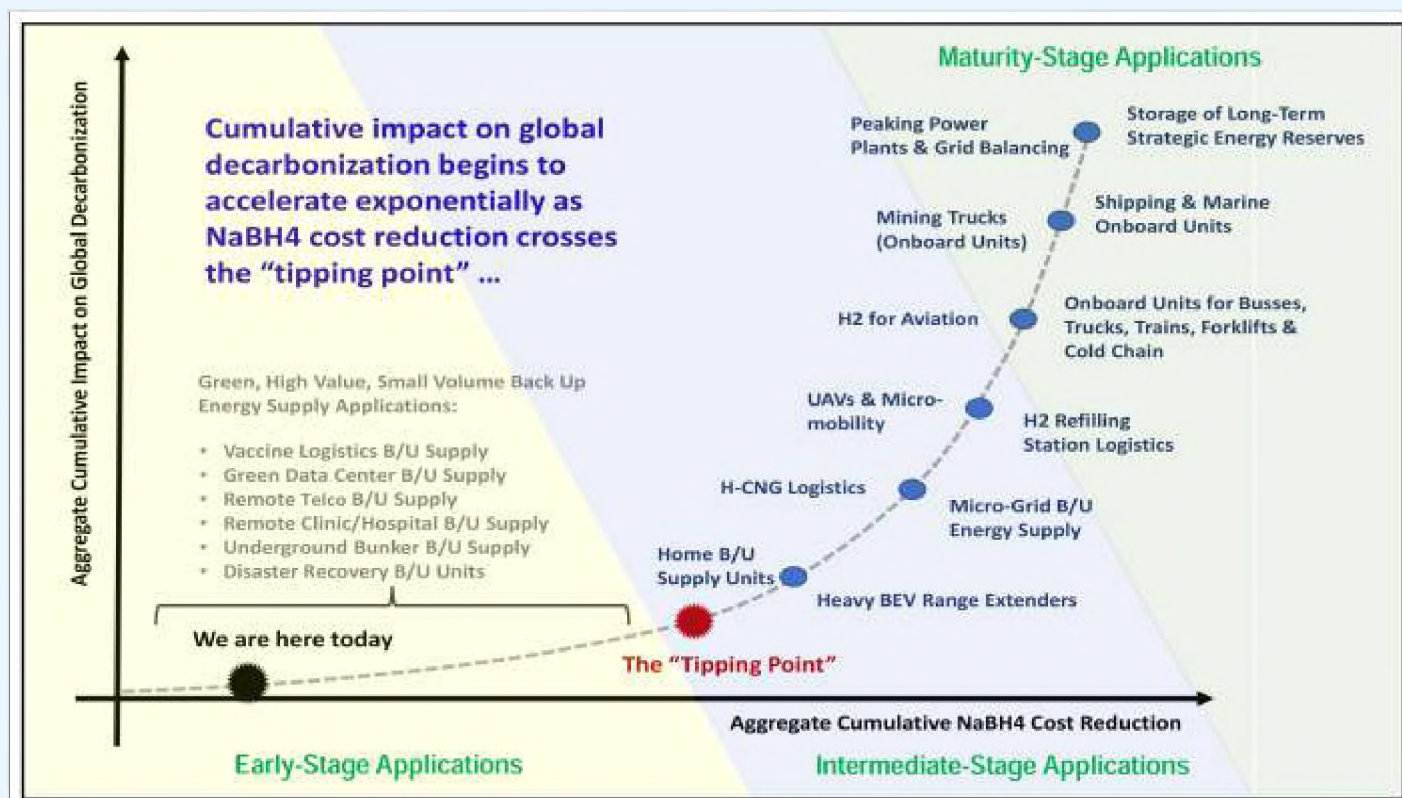 Aggregate Cumulative Impact on Global Decarbonization
Maturity-Stage Applications
Cumulative impact on global
decarbonization begins to
accelerate exponentially as
NaBH4 cost reduction crosses
the “tipping point” ...
Peaking Power
Plants & Grid Balancing
Storage of Long-Term
Strategic Energy Reserves
Mining Trucks
(Onboard Units)
Shipping & Marine
Onboard Units
H2 for Aviation
Onboard Units for Busses,
Trucks, Trains, Forklifts &
Cold Chain
Green, High Value, Small Volume Back Up
Energy Supply Applications:
• Vaccine Logistics B/U Supply
• Green Data Center B/U Supply
• Remote Telco B/U Supply
• Remote Clinic/Hospital B/U Supply
• Underground Bunker B/U Supply
• Disaster Recovery B/U Units
UAVs & Micro-
mobility
H2 Refilling
Station Logistics
H-CNG Logistics
Micro-Grid B/U
Energy Supply
Home B/U
Supply Units
Heavy BEV Range Extenders
We are here today
The “Tipping Point”
Aggregate Cumulative NaBH4 Cost Reduction
Early-Stage Applications
Intermediate-Stage Applications